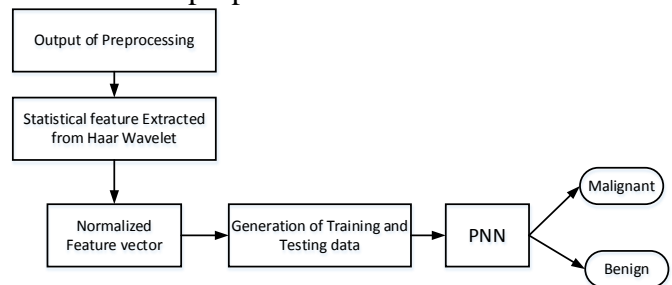 Output of Preprocessing
Statistical feature Extracted
from Haar Wavelet
Normalized
Feature vector
Generation of Training and
Testing data
PNN
Malignant
Benign